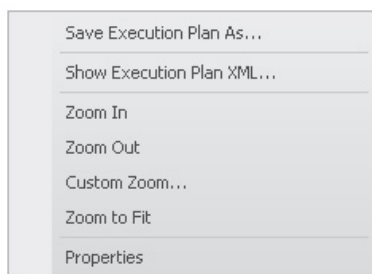 Save Execution Plan As...
Show Execution Plan XML...
Zoom In
Zoom Out
Custom Zoom...
Zoom to Fit
Properties